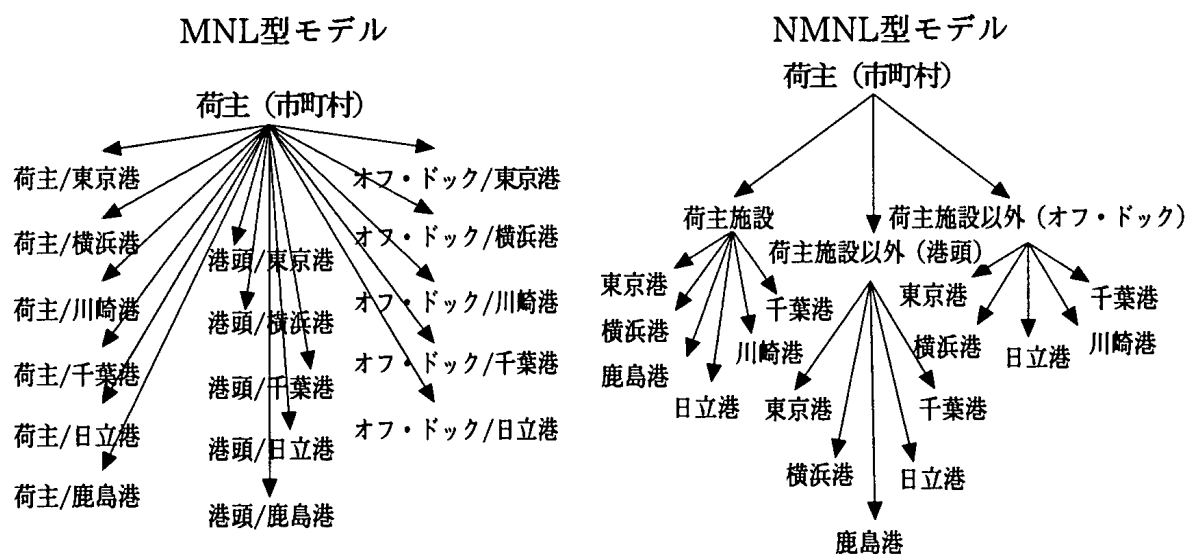 MNL型モデル
荷主（市町村）
荷主/東京港
荷主/横浜港
荷主/川崎港
荷主/千葉港
荷主/日立港
荷主/鹿島港
港頭/東京港
港頭/横浜港
港頭/千葉港
港頭/日立港
港頭/鹿島港
オフ・ドック/東京港
オフ・ドック/横浜港
オフ・ドック/川崎港
オフ・ドック/千葉港
オフ・ドック/日立港
NMNL型モデル
荷主（市町村）
荷主施設
東京港
横浜港
鹿島港
日立港
川崎港
千葉港
荷主施設以外（港頭）
東京港
横浜港
鹿島港
日立港
千葉港
荷主施設以外（オフ・ドック）
東京港
横浜港
日立港
川崎港
千葉港